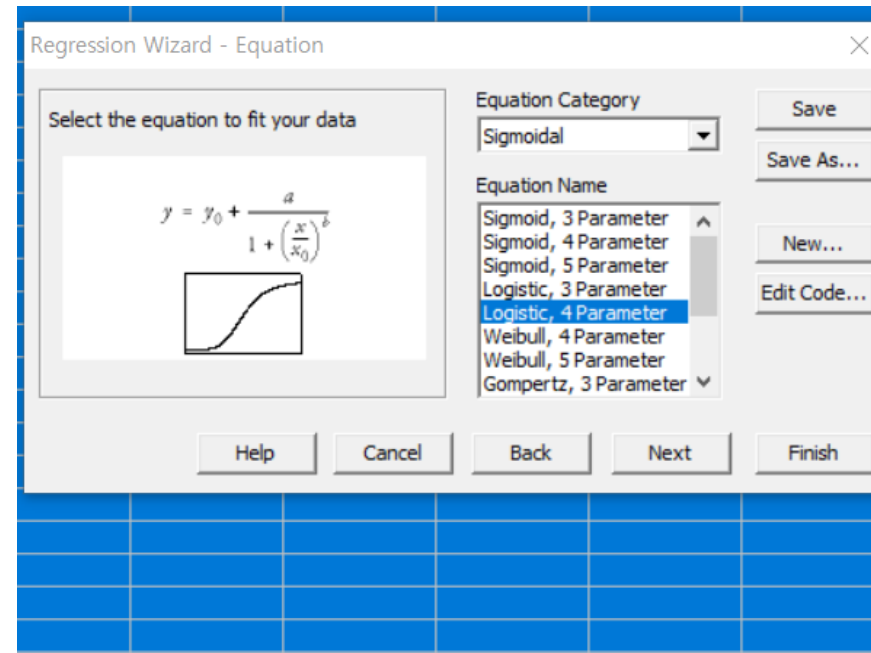 Regression Wizard - Equation
Select the equation to fit your data
y = y₀ + a / (1 + (x/x₀)^b)
Equation Category
Sigmoidal
Equation Name
Sigmoid, 3 Parameter
Sigmoid, 4 Parameter
Sigmoid, 5 Parameter
Logistic, 3 Parameter
Logistic, 4 Parameter
Weibull, 4 Parameter
Weibull, 5 Parameter
Gompertz, 3 Parameter
Save
Save As...
New...
Edit Code...
Help
Cancel
Back
Next
Finish